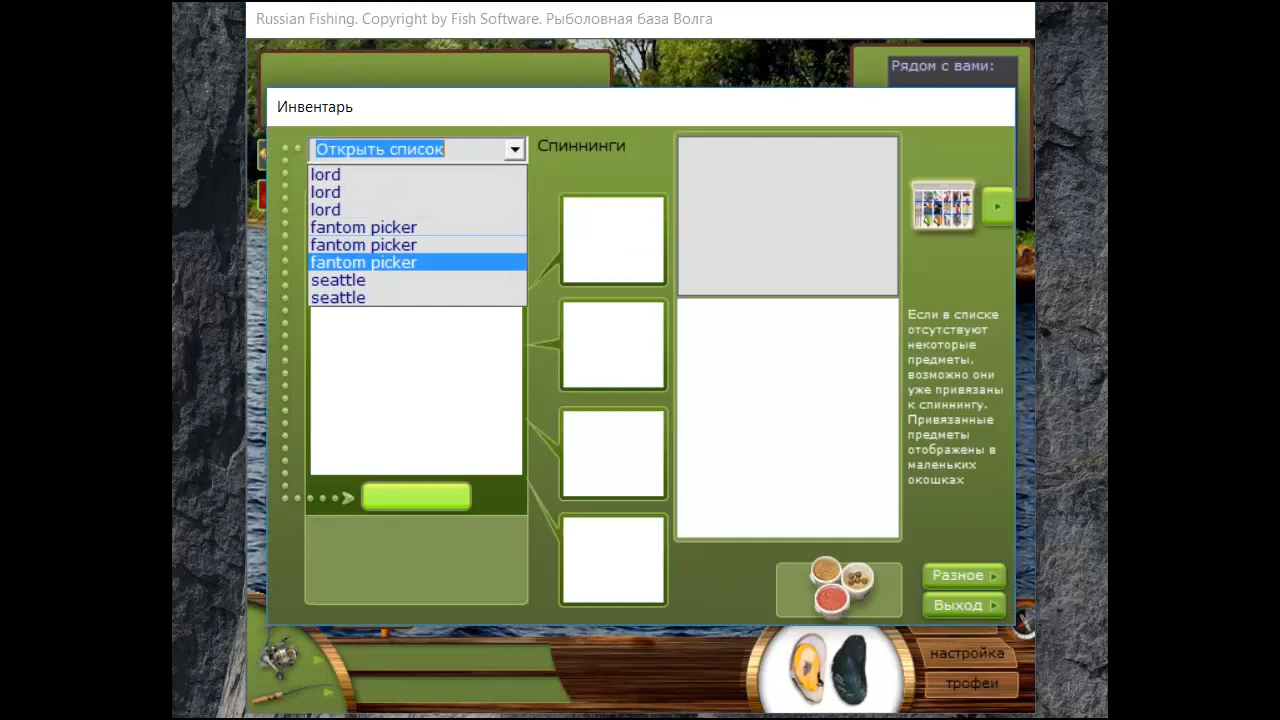 Russian Fishing. Copyright by Fish Software. Рыболовная база Волга
Рядом с вами:
Инвентарь
Открыть список
Спиннинги
lord
lord
lord
fantom picker
fantom picker
fantom picker
seattle
seattle
Если в списке
отсутствуют
некоторые
предметы,
возможно они
уже привязаны
к спиннингу.
Привязанные
предметы
отображены в
маленьких
окошках
Разное
Выход
настройка
трофеи